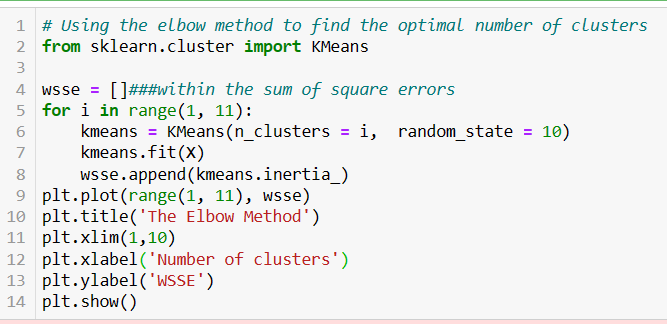 1 # Using the elbow method to find the optimal number of clusters
2 from sklearn.cluster import KMeans
3
4 wsse = []###within the sum of square errors
5 for i in range(1, 11):
6     kmeans = KMeans(n_clusters = i,  random_state = 10)
7     kmeans.fit(X)
8     wsse.append(kmeans.inertia_)
9 plt.plot(range(1, 11), wsse)
10 plt.title('The Elbow Method')
11 plt.xlim(1,10)
12 plt.xlabel('Number of clusters')
13 plt.ylabel('WSSE')
14 plt.show()